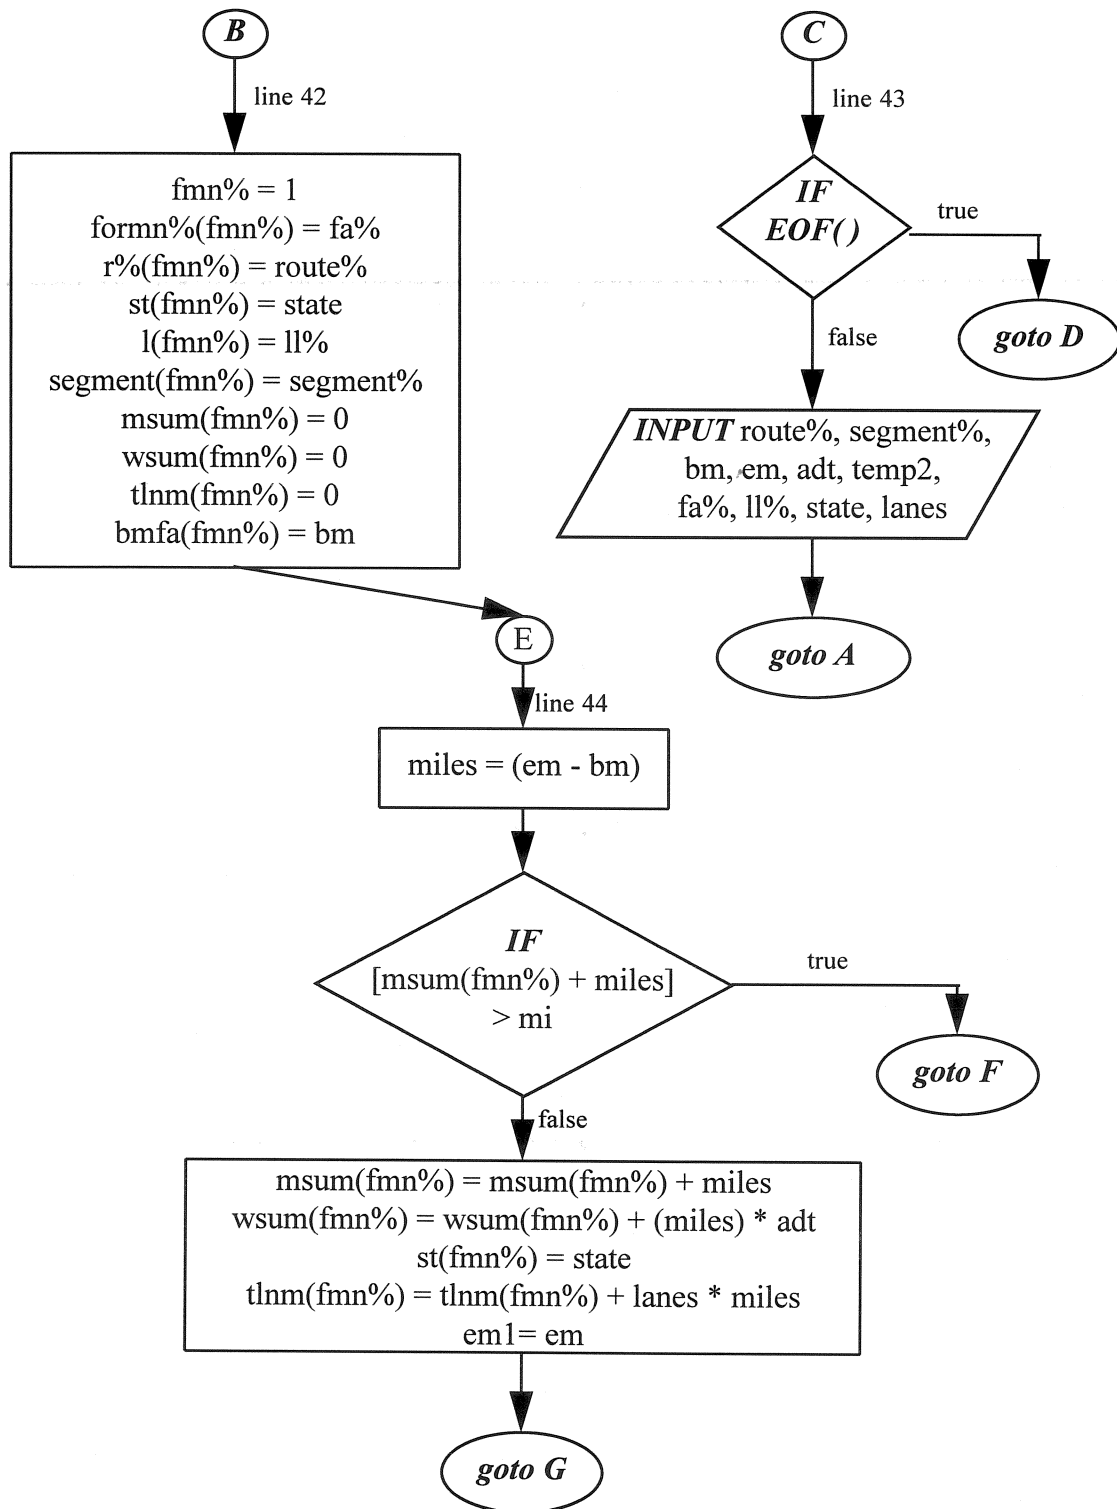 B
line 42
fmn% = 1
formn%(fmn%) = fa%
r%(fmn%) = route%
st(fmn%) = state
l(fmn%) = ll%
segment(fmn%) = segment%
msum(fmn%) = 0
wsum(fmn%) = 0
tlnm(fmn%) = 0
bmfa(fmn%) = bm
C
line 43
IF
EOF( )
true
goto D
false
INPUT route%, segment%,
bm, em, adt, temp2,
fa%, ll%, state, lanes
goto A
E
line 44
miles = (em - bm)
IF
[msum(fmn%) + miles]
> mi
true
goto F
false
msum(fmn%) = msum(fmn%) + miles
wsum(fmn%) = wsum(fmn%) + (miles) * adt
st(fmn%) = state
tlnm(fmn%) = tlnm(fmn%) + lanes * miles
em1= em
goto G